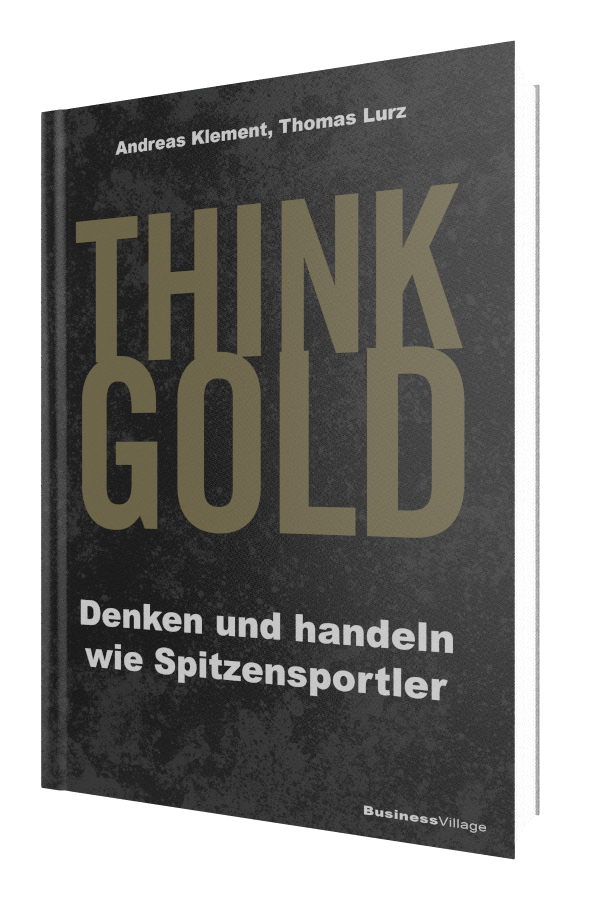 Andreas Klement, Thomas Lurz
THINK
GOLD
Denken und handeln
wie Spitzensportler
BusinessVillage